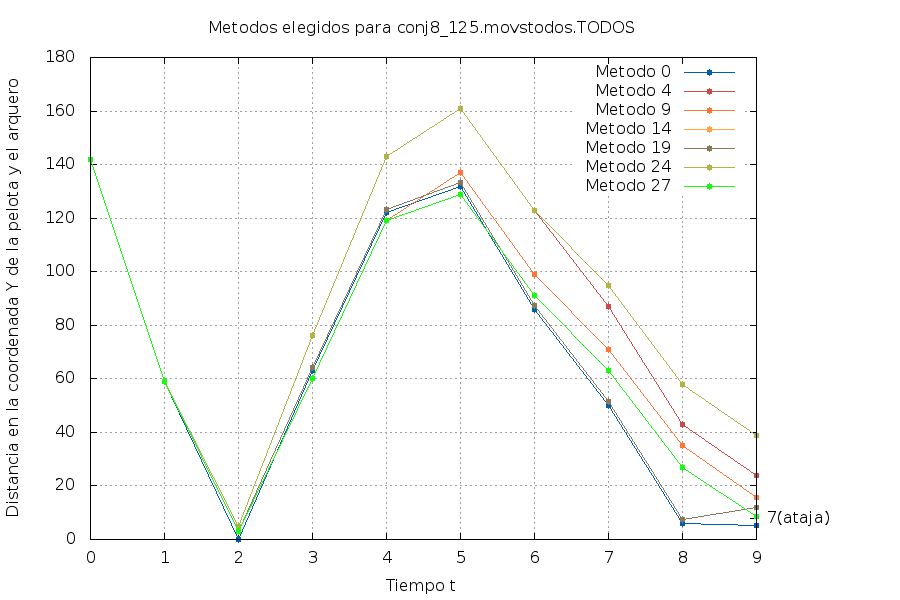 Metodos elegidos para conj8_125.movstodos.TODOS
Distancia en la coordenada Y de la pelota y el arquero
180
160
140
120
100
80
60
40
20
0
Metodo 0
Metodo 4
Metodo 9
Metodo 14
Metodo 19
Metodo 24
Metodo 27
7(ataja)
0 1 2 3 4 5 6 7 8 9
Tiempo t